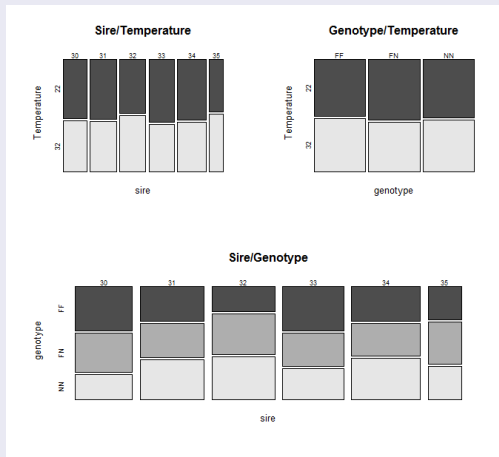 Sire/Temperature
30 31 32 33 34 35
22
32
Temperature
sire
Genotype/Temperature
FF FN NN
22
32
Temperature
genotype
Sire/Genotype
30 31 32 33 34 35
FF
FN
NN
genotype
sire